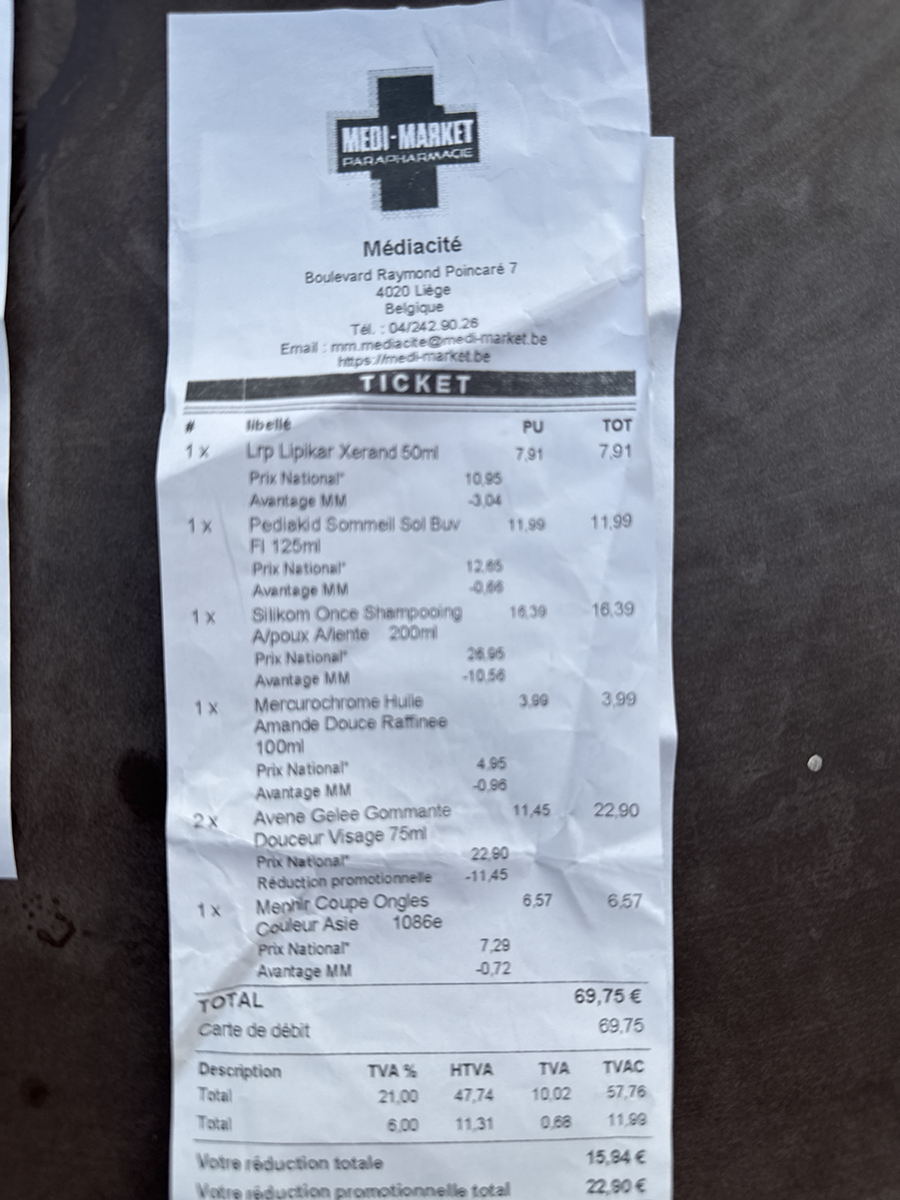 MEDI-MARKET
PARAPHARMACIE
Médiacité
Boulevard Raymond Poincaré 7
4020 Liège
Belgique
Tél. : 04/242.90.26
Email : mm.mediacite@medi-market.be
https://medi-market.be
TICKET
# libellé PU TOT
1 x Lrp Lipikar Xerand 50ml 7,91 7,91
Prix National* 10,95
Avantage MM -3,04
1 x Pediakid Sommeil Sol Buv 11,99 11,99
Fl 125ml
Prix National* 12,65
Avantage MM -0,66
1 x Silikom Once Shampooing 16,39 16,39
A/poux A/lente 200ml
Prix National* 26,95
Avantage MM -10,56
1 x Mercurochrome Huile 3,99 3,99
Amande Douce Raffinee
100ml
Prix National* 4,95
Avantage MM -0,96
2 x Avene Gelee Gommante 11,45 22,90
Douceur Visage 75ml
Prix National* 22,90
Réduction promotionnelle -11,45
1 x Menhir Coupe Ongles 6,57 6,57
Couleur Asie 1086e
Prix National* 7,29
Avantage MM -0,72
TOTAL 69,75 €
Carte de débit 69,75
Description TVA % HTVA TVA TVAC
Total 21,00 47,74 10,02 57,76
Total 6,00 11,31 0,68 11,99
Votre réduction totale 15,94 €
Votre réduction promotionnelle total 22,90 €